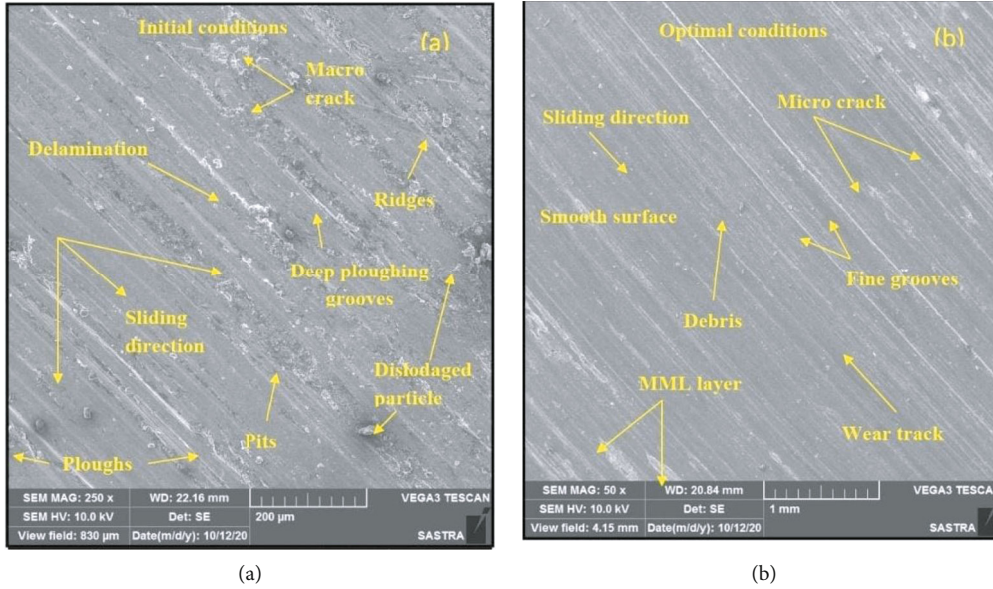 Initial conditions
(a)
Macro
crack
Delamination
Ridges
Deep ploughing
grooves
Sliding
direction
Dislodaged
particle
Pits
Ploughs
SEM MAG: 250 x
WD: 22.16 mm
VEGA3 TESCAN
SEM HV: 10.0 kV
Det: SE
200 µm
View field: 830 µm
Date(m/d/y): 10/12/20
SASTRA
(a)
Optimal conditions
(b)
Micro crack
Sliding direction
Smooth surface
Fine grooves
Debris
MML layer
Wear track
SEM MAG: 50 x
WD: 20.84 mm
VEGA3 TESCAN
SEM HV: 10.0 kV
Det: SE
1 mm
View field: 4.15 mm
Date(m/d/y): 10/12/20
SASTRA
(b)